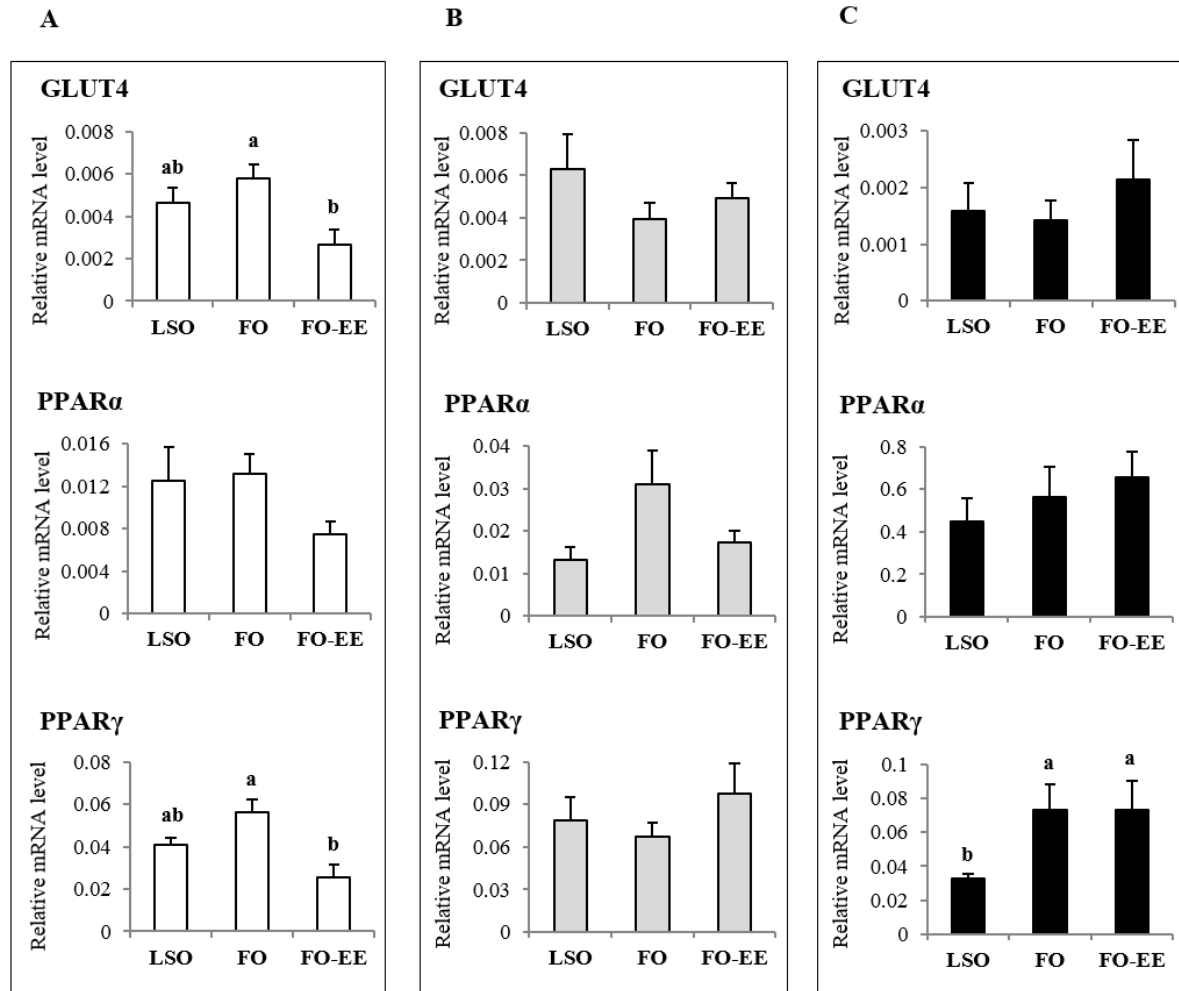 A
B
C
GLUT4
Relative mRNA level
0.008
0.006
0.004
0.002
0
ab
a
b
LSO FO FO-EE
PPARα
Relative mRNA level
0.016
0.012
0.008
0.004
0
LSO FO FO-EE
PPARγ
Relative mRNA level
0.08
0.06
0.04
0.02
0
ab
a
b
LSO FO FO-EE
GLUT4
Relative mRNA level
0.008
0.006
0.004
0.002
0
LSO FO FO-EE
PPARα
Relative mRNA level
0.04
0.03
0.02
0.01
0
LSO FO FO-EE
PPARγ
Relative mRNA level
0.12
0.09
0.06
0.03
0
LSO FO FO-EE
GLUT4
Relative mRNA level
0.003
0.002
0.001
0
LSO FO FO-EE
PPARα
Relative mRNA level
0.8
0.6
0.4
0.2
0
LSO FO FO-EE
PPARγ
Relative mRNA level
0.1
0.08
0.06
0.04
0.02
0
b
a
a
LSO FO FO-EE